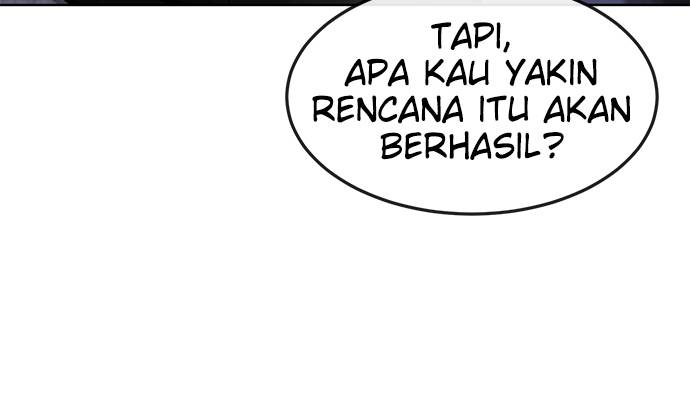 TAPI,
APA KAU YAKIN
RENCANA ITU AKAN
BERHASIL?